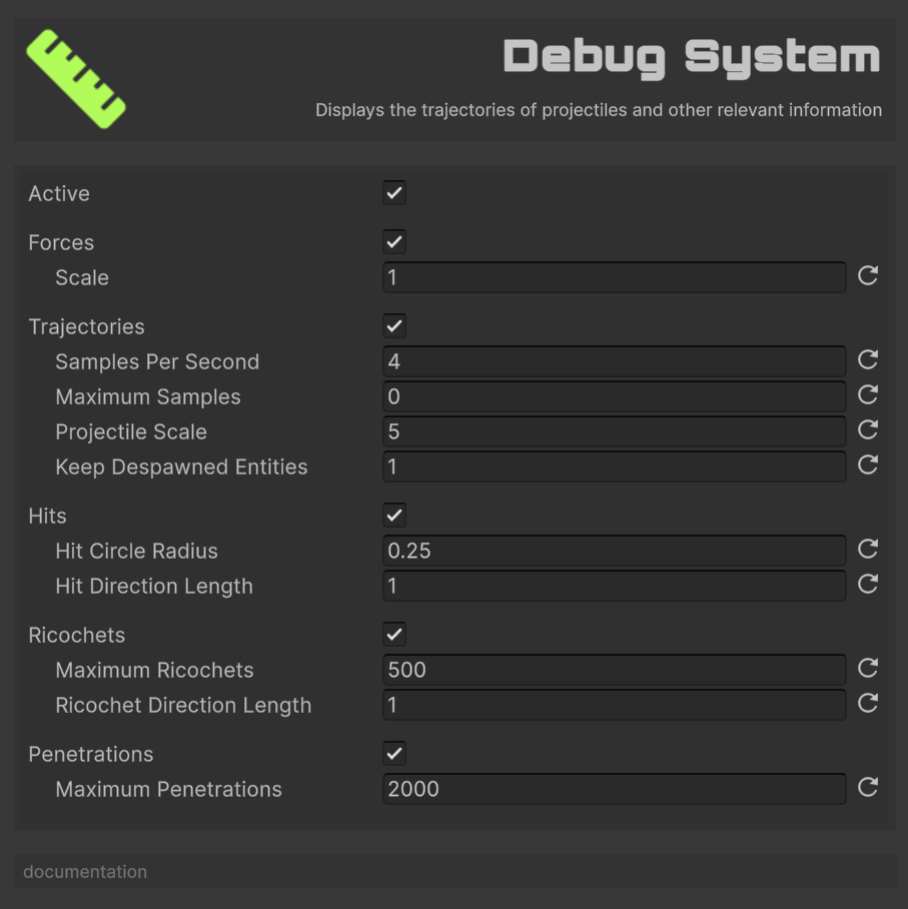 Debug System
Displays the trajectories of projectiles and other relevant information
Active
Forces
Scale 1
Trajectories
Samples Per Second 4
Maximum Samples 0
Projectile Scale 5
Keep Despawned Entities 1
Hits
Hit Circle Radius 0.25
Hit Direction Length 1
Ricochets
Maximum Ricochets 500
Ricochet Direction Length 1
Penetrations
Maximum Penetrations 2000
documentation